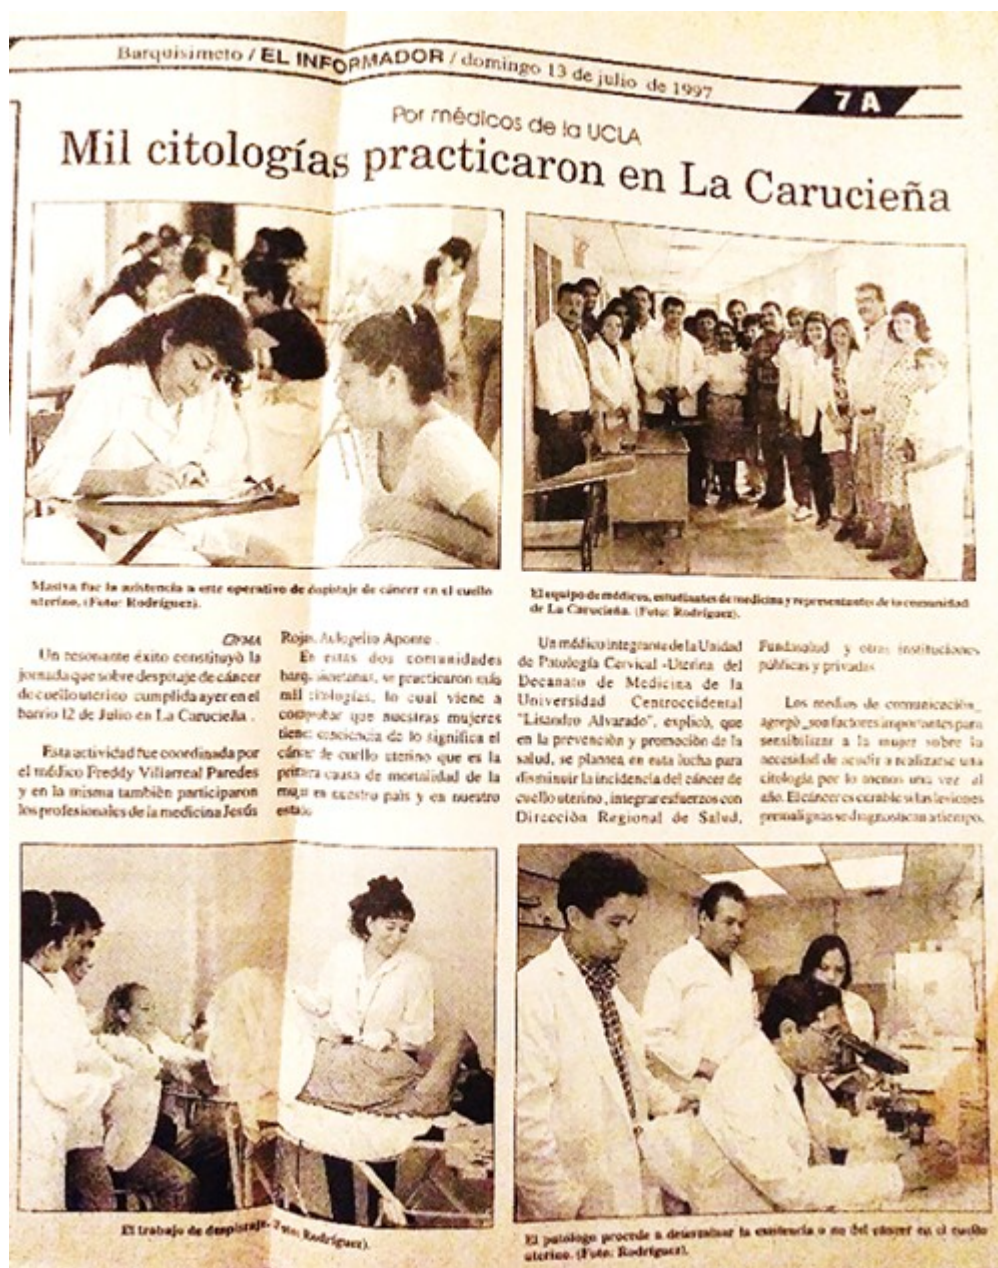 Barquisimeto / EL INFORMADOR / domingo 13 de julio de 1997
7 A
Por médicos de la UCLA
Mil citologías practicaron en La Carucieña
Masiva fue la asistencia a este operativo de despistaje de cáncer en el cuello
uterino. (Foto: Rodríguez).
El equipo de médicos, estudiantes de medicina y representantes de la comunidad
de La Carucieña. (Foto: Rodríguez).
Un resonante éxito constituyò la
jornada que sobre despitaje de cáncer
de cuello uterico cumplida ayer en el
barrio 12 de Julio en La Carucieña .
Esta actividad fue coordinada por
el médico Freddy Villarreal Paredes
y en la misma tambièn participaron
los profesionales de la medicina Jesús
Rojas, Aulogelio Aponte .
En estas dos comunidades
barquisimetanas, se practicaron más
mil citologías, lo cual viene a
comprobar que nuestras mujeres
tienen conciencia de lo significa el
cáncer de cuello uterino que es la
primera causa de mortalidad de la
mujer en nuestro país y en nuestro
estado
Un médico integrante de la Unidad
de Patología Cervical -Uterina del
Decanato de Medicina de la
Universidad Centroccidental
"Lisandro Alvarado", explicó, que
en la prevención y promoción de la
salud, se plantea en esta lucha para
disminuir la incidencia del cáncer de
cuello uterino , integrar esfuerzos con
Dirección Regional de Salud,
Fundasalud y otras instituciones
públicas y privadas
Los medios de comunicación_
agregò _son factores importantes para
sensibilizar a la mujer sobre la
necesidad de acudir a realizarse una
citología por lo menos una vez al
año. El cáncer es curable si las lesiones
premalignas se diagnostican a tiempo.
El trabajo de despistaje. Foto: Rodríguez).
El patólogo procede a determinar la existencia o no del cáncer en el cuello
uterino. (Foto: Rodríguez).